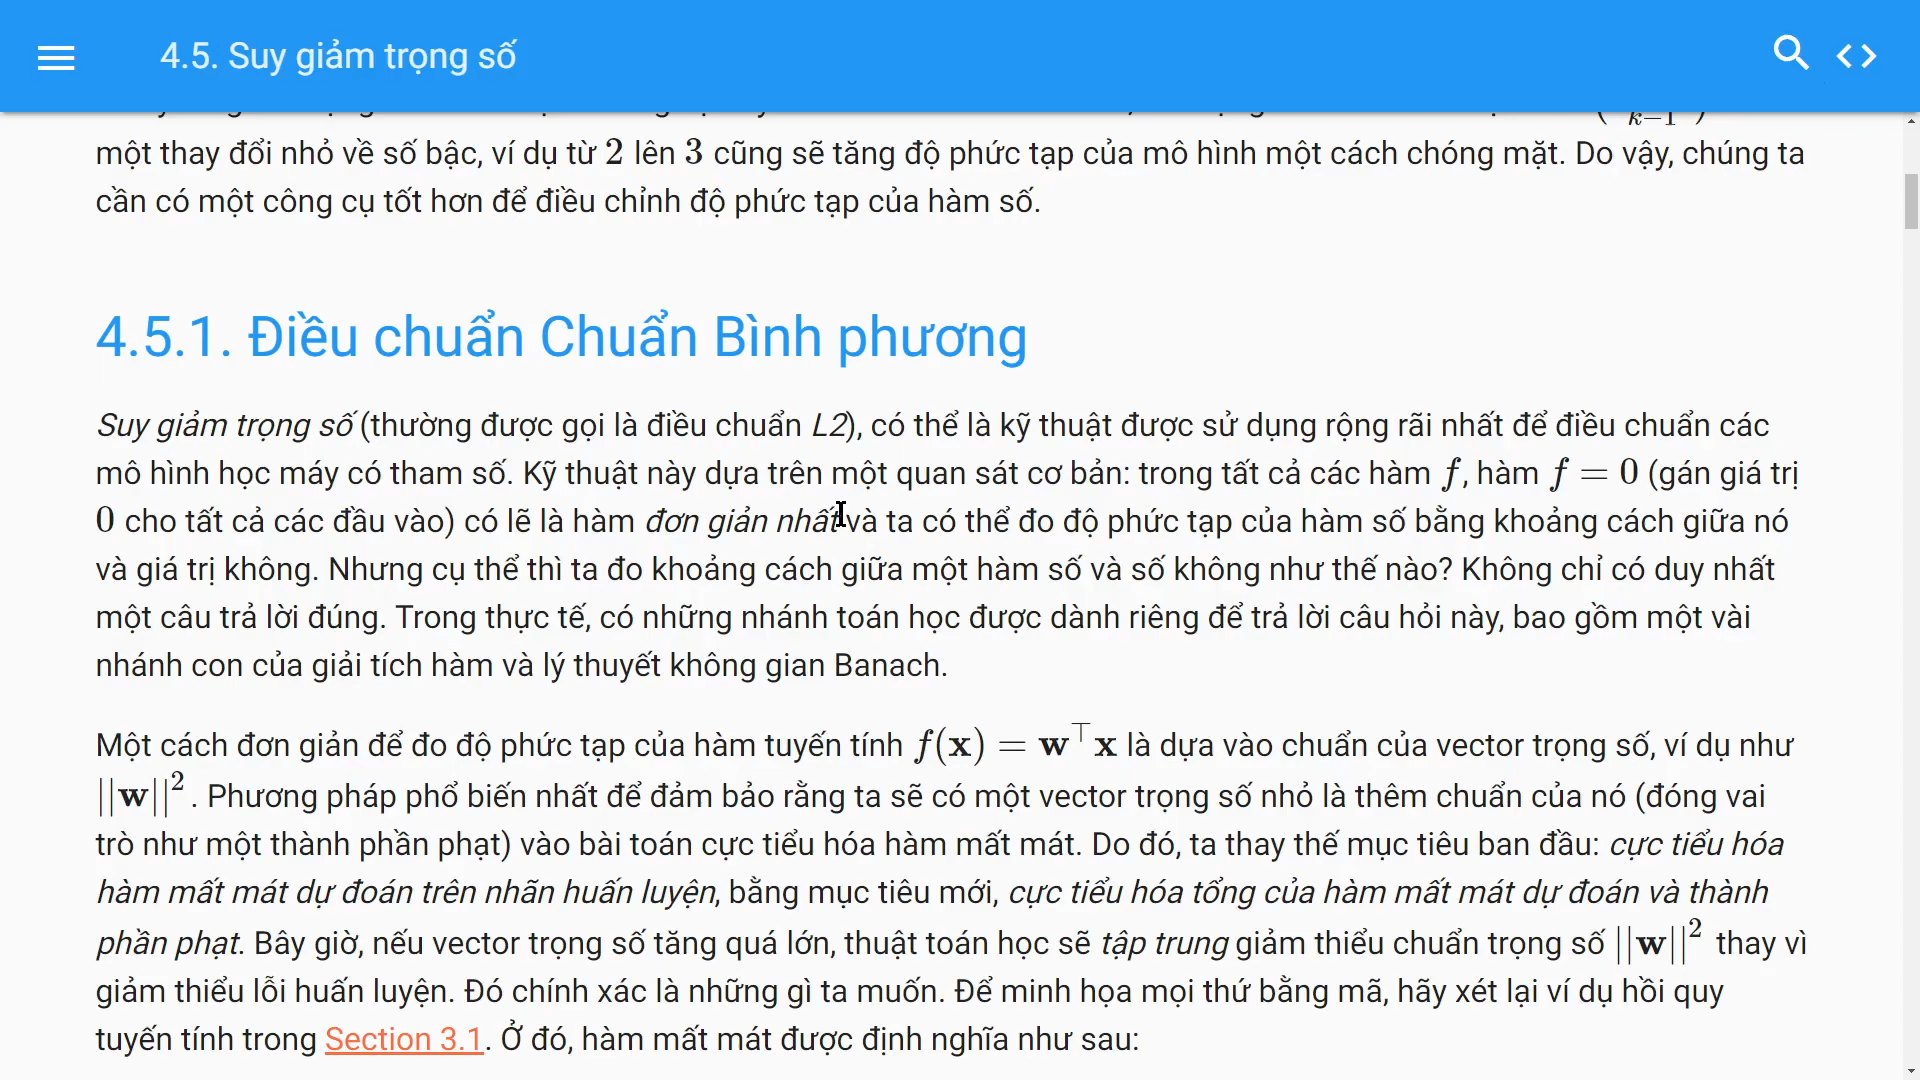 4.5. Suy giảm trọng số
một thay đổi nhỏ về số bậc, ví dụ từ 2 lên 3 cũng sẽ tăng độ phức tạp của mô hình một cách chóng mặt. Do vậy, chúng ta
cần có một công cụ tốt hơn để điều chỉnh độ phức tạp của hàm số.
4.5.1. Điều chuẩn Chuẩn Bình phương
Suy giảm trọng số (thường được gọi là điều chuẩn L2), có thể là kỹ thuật được sử dụng rộng rãi nhất để điều chuẩn các
mô hình học máy có tham số. Kỹ thuật này dựa trên một quan sát cơ bản: trong tất cả các hàm f, hàm f = 0 (gán giá trị
0 cho tất cả các đầu vào) có lẽ là hàm đơn giản nhất và ta có thể đo độ phức tạp của hàm số bằng khoảng cách giữa nó
và giá trị không. Nhưng cụ thể thì ta đo khoảng cách giữa một hàm số và số không như thế nào? Không chỉ có duy nhất
một câu trả lời đúng. Trong thực tế, có những nhánh toán học được dành riêng để trả lời câu hỏi này, bao gồm một vài
nhánh con của giải tích hàm và lý thuyết không gian Banach.
Một cách đơn giản để đo độ phức tạp của hàm tuyến tính f(x) = w⊤x là dựa vào chuẩn của vector trọng số, ví dụ như
||w||². Phương pháp phổ biến nhất để đảm bảo rằng ta sẽ có một vector trọng số nhỏ là thêm chuẩn của nó (đóng vai
trò như một thành phần phạt) vào bài toán cực tiểu hóa hàm mất mát. Do đó, ta thay thế mục tiêu ban đầu: cực tiểu hóa
hàm mất mát dự đoán trên nhãn huấn luyện, bằng mục tiêu mới, cực tiểu hóa tổng của hàm mất mát dự đoán và thành
phần phạt. Bây giờ, nếu vector trọng số tăng quá lớn, thuật toán học sẽ tập trung giảm thiểu chuẩn trọng số ||w||² thay vì
giảm thiểu lỗi huấn luyện. Đó chính xác là những gì ta muốn. Để minh họa mọi thứ bằng mã, hãy xét lại ví dụ hồi quy
tuyến tính trong Section 3.1. Ở đó, hàm mất mát được định nghĩa như sau: